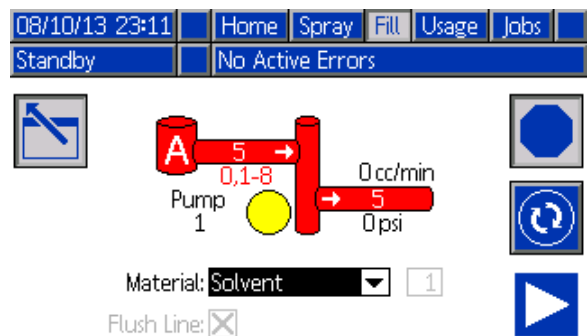 08/10/13 23:11 Home Spray Fill Usage Jobs
Standby No Active Errors
A 5
0,1-8
0 cc/min
Pump
1
5
0 psi
Material: Solvent 1
Flush Line: